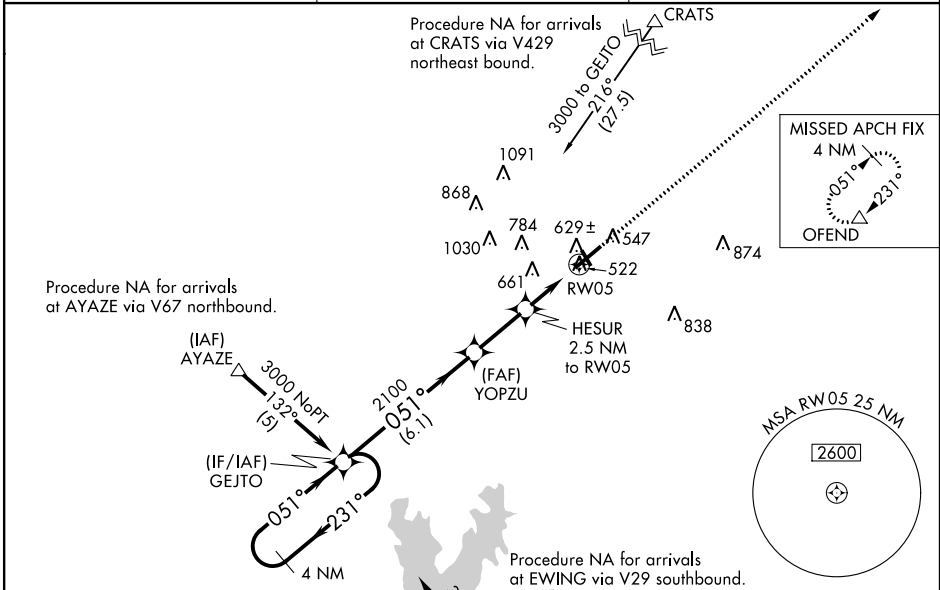 Procedure NA for arrivals
at CRATS via V429
northeast bound.
CRATS
3000 to GEJTO
216°
(27.5)
MISSED APCH FIX
4 NM
051°
231°
OFEND
1091
868
1030
784
629±
547
522
661
RW05
874
838
Procedure NA for arrivals
at AYAZE via V67 northbound.
(IAF)
AYAZE
3000 NoPT
132°
(5)
HESUR
2.5 NM
to RW05
(FAF)
YOPZU
2100
051°
(6.1)
(IF/IAF)
GEJTO
051°
231°
4 NM
MSA RW05 25 NM
2600
Procedure NA for arrivals
at EWING via V29 southbound.